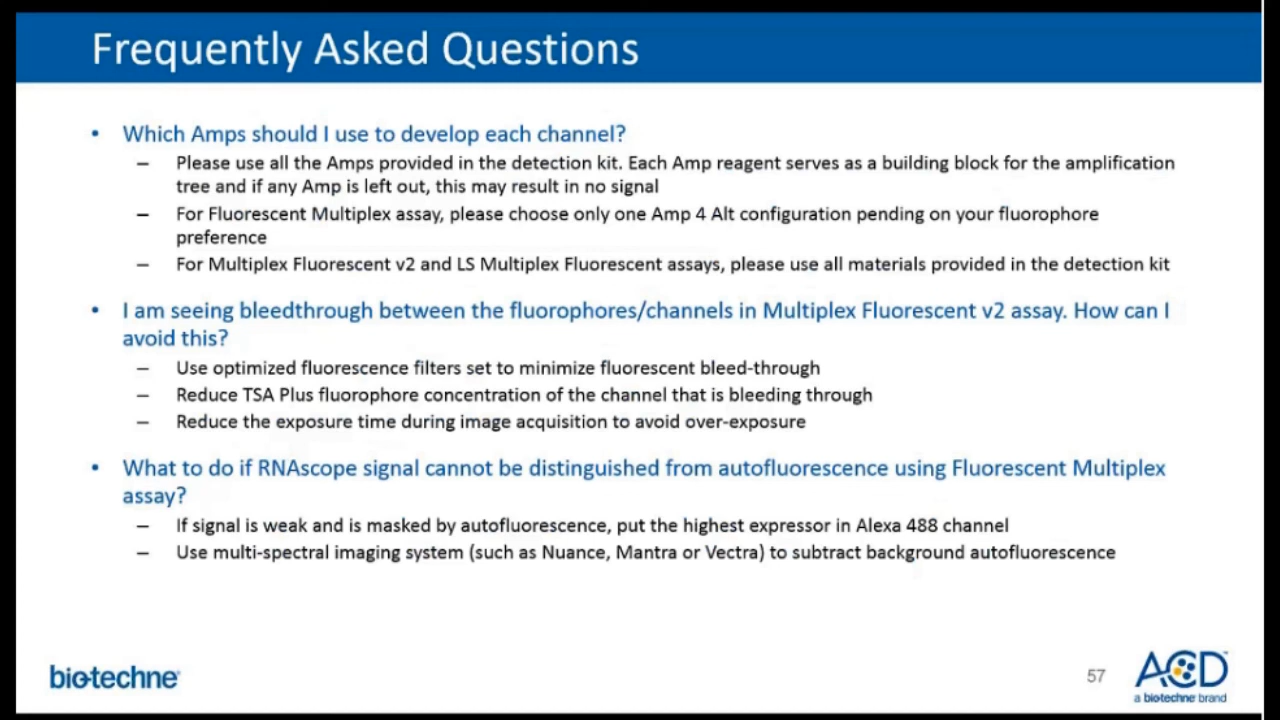 Frequently Asked Questions
• Which Amps should I use to develop each channel?
– Please use all the Amps provided in the detection kit. Each Amp reagent serves as a building block for the amplification
tree and if any Amp is left out, this may result in no signal
– For Fluorescent Multiplex assay, please choose only one Amp 4 Alt configuration pending on your fluorophore
preference
– For Multiplex Fluorescent v2 and LS Multiplex Fluorescent assays, please use all materials provided in the detection kit
• I am seeing bleedthrough between the fluorophores/channels in Multiplex Fluorescent v2 assay. How can I
avoid this?
– Use optimized fluorescence filters set to minimize fluorescent bleed-through
– Reduce TSA Plus fluorophore concentration of the channel that is bleeding through
– Reduce the exposure time during image acquisition to avoid over-exposure
• What to do if RNAscope signal cannot be distinguished from autofluorescence using Fluorescent Multiplex
assay?
– If signal is weak and is masked by autofluorescence, put the highest expressor in Alexa 488 channel
– Use multi-spectral imaging system (such as Nuance, Mantra or Vectra) to subtract background autofluorescence
bio-techne
57
ACD
a biotechne brand